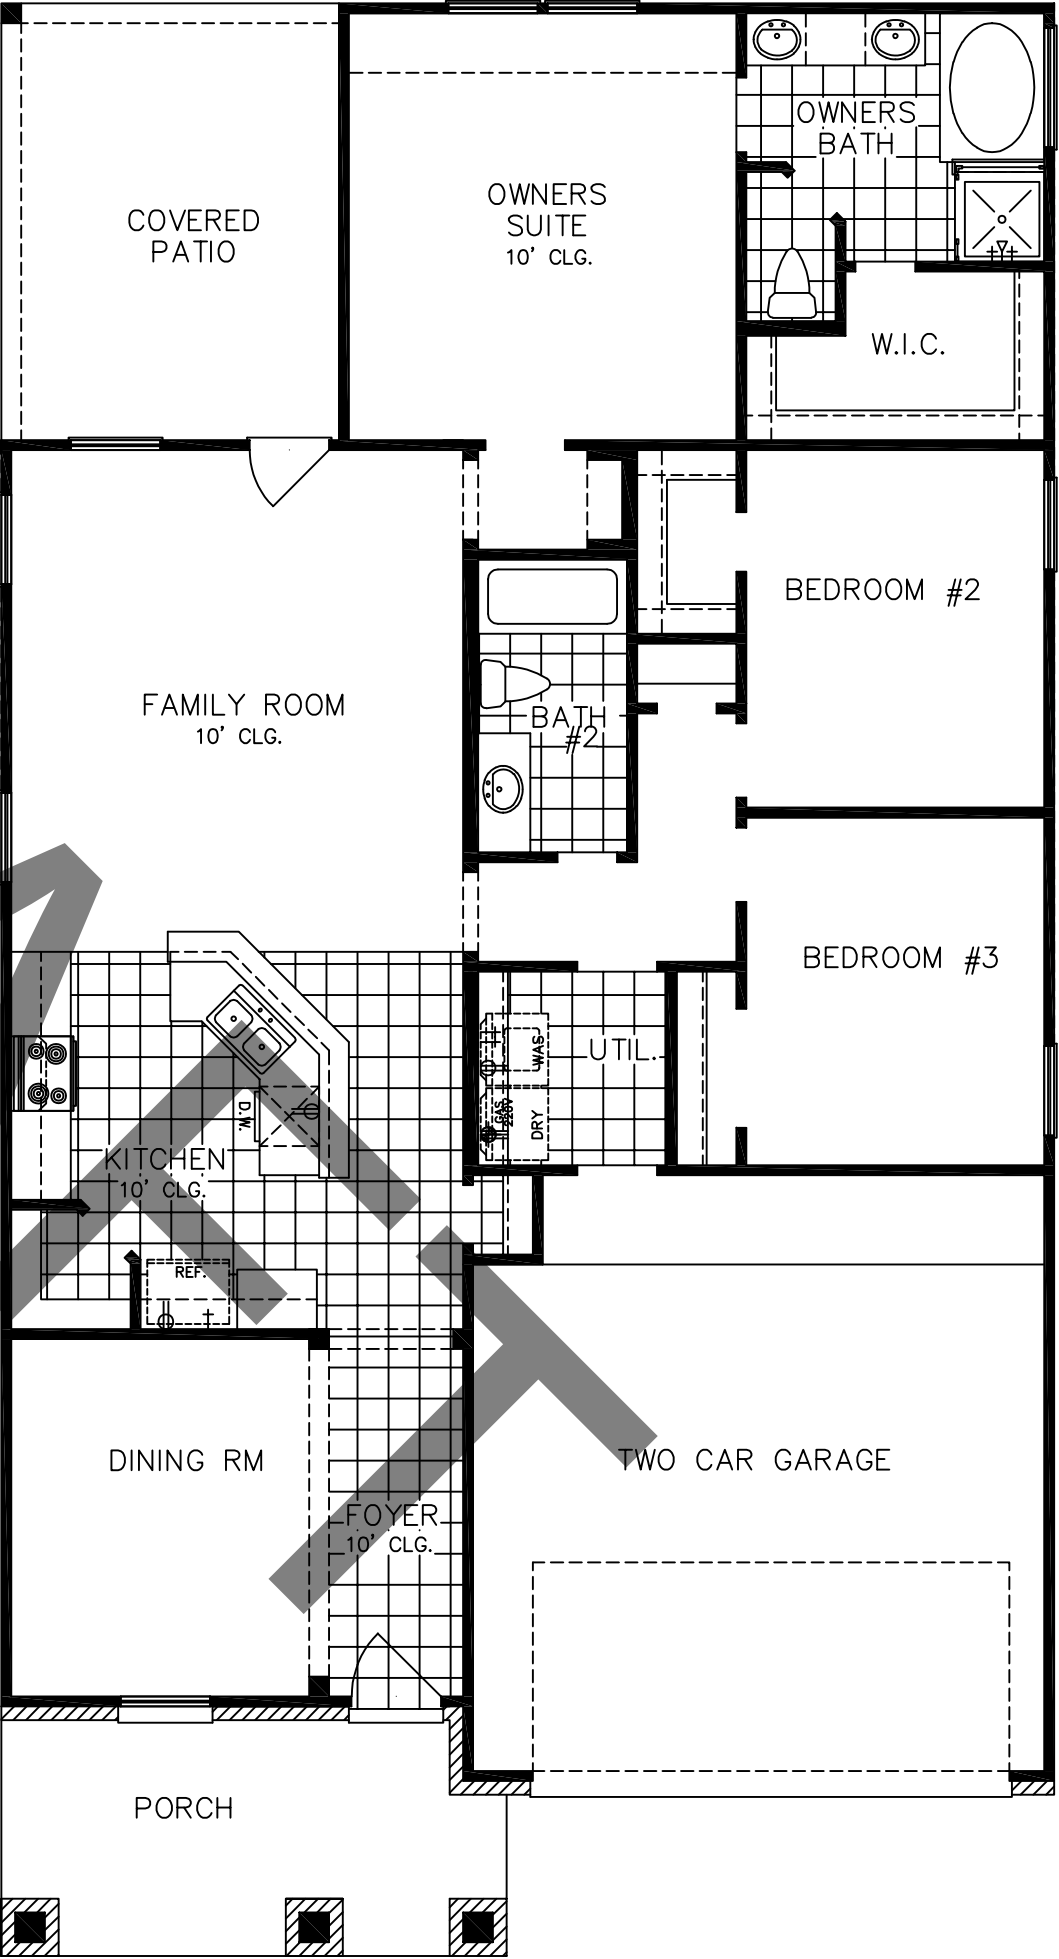 COVERED
PATIO
OWNERS
SUITE
10' CLG.
OWNERS
BATH
W.I.C.
BEDROOM #2
FAMILY ROOM
10' CLG.
BATH
#2
BEDROOM #3
UTIL.
WAS
DRY
GAS
220V
D.W.
KITCHEN
10' CLG.
REF.
DINING RM
FOYER
10' CLG.
TWO CAR GARAGE
PORCH